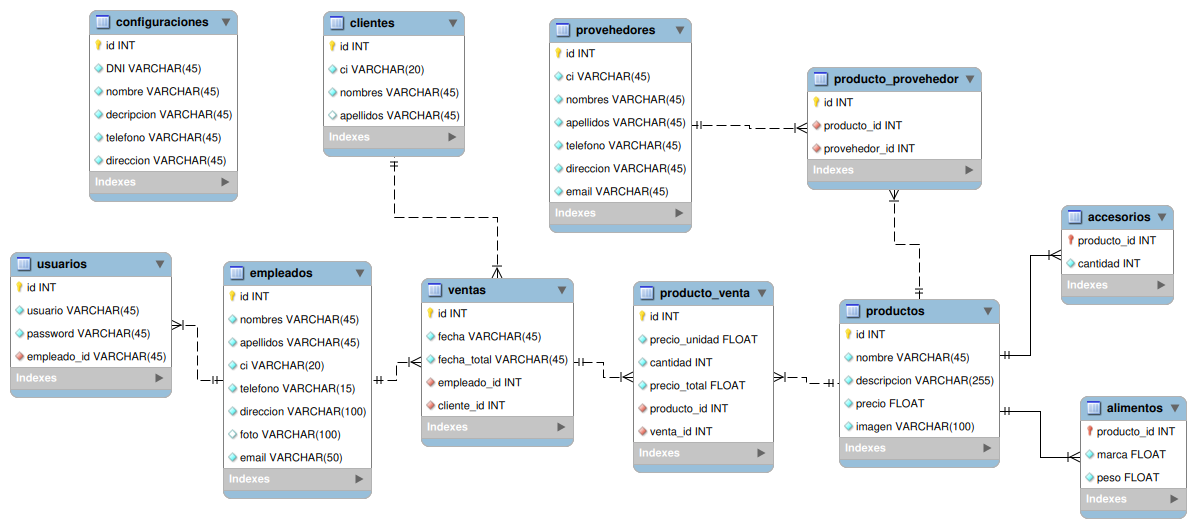 configuraciones
id INT
DNI VARCHAR(45)
nombre VARCHAR(45)
decripcion VARCHAR(45)
telefono VARCHAR(45)
direccion VARCHAR(45)
Indexes
clientes
id INT
ci VARCHAR(20)
nombres VARCHAR(45)
apellidos VARCHAR(45)
Indexes
provehedores
id INT
ci VARCHAR(45)
nombres VARCHAR(45)
apellidos VARCHAR(45)
telefono VARCHAR(45)
direccion VARCHAR(45)
email VARCHAR(45)
Indexes
producto_provehedor
id INT
producto_id INT
provehedor_id INT
Indexes
accesorios
producto_id INT
cantidad INT
Indexes
usuarios
id INT
usuario VARCHAR(45)
password VARCHAR(45)
empleado_id VARCHAR(45)
Indexes
empleados
id INT
nombres VARCHAR(45)
apellidos VARCHAR(45)
ci VARCHAR(20)
telefono VARCHAR(15)
direccion VARCHAR(100)
foto VARCHAR(100)
email VARCHAR(50)
Indexes
ventas
id INT
fecha VARCHAR(45)
fecha_total VARCHAR(45)
empleado_id INT
cliente_id INT
Indexes
producto_venta
id INT
precio_unidad FLOAT
cantidad INT
precio_total FLOAT
producto_id INT
venta_id INT
Indexes
productos
id INT
nombre VARCHAR(45)
descripcion VARCHAR(255)
precio FLOAT
imagen VARCHAR(100)
Indexes
alimentos
producto_id INT
marca FLOAT
peso FLOAT
Indexes